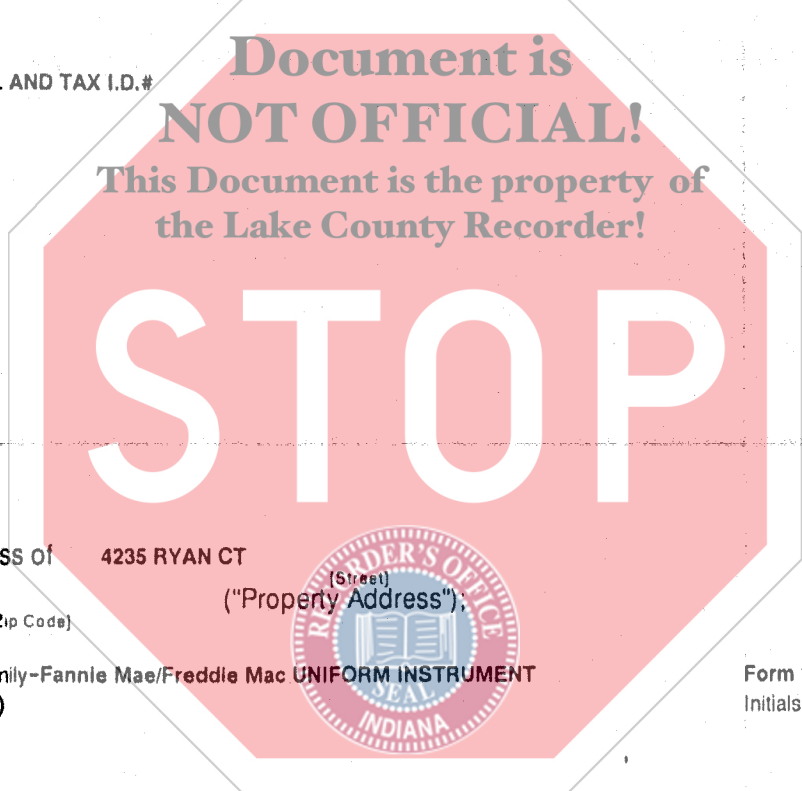 Document is
. AND TAX I.D.#
NOT OFFICIAL!
This Document is the property of
the Lake County Recorder!
STOP
ss of 4235 RYAN CT
[Street]
("Property Address");
Zip Code]
nily-Fannie Mae/Freddie Mac UNIFORM INSTRUMENT
Form
)
Initials
RECORDER'S OFFICE
SEAL
INDIANA